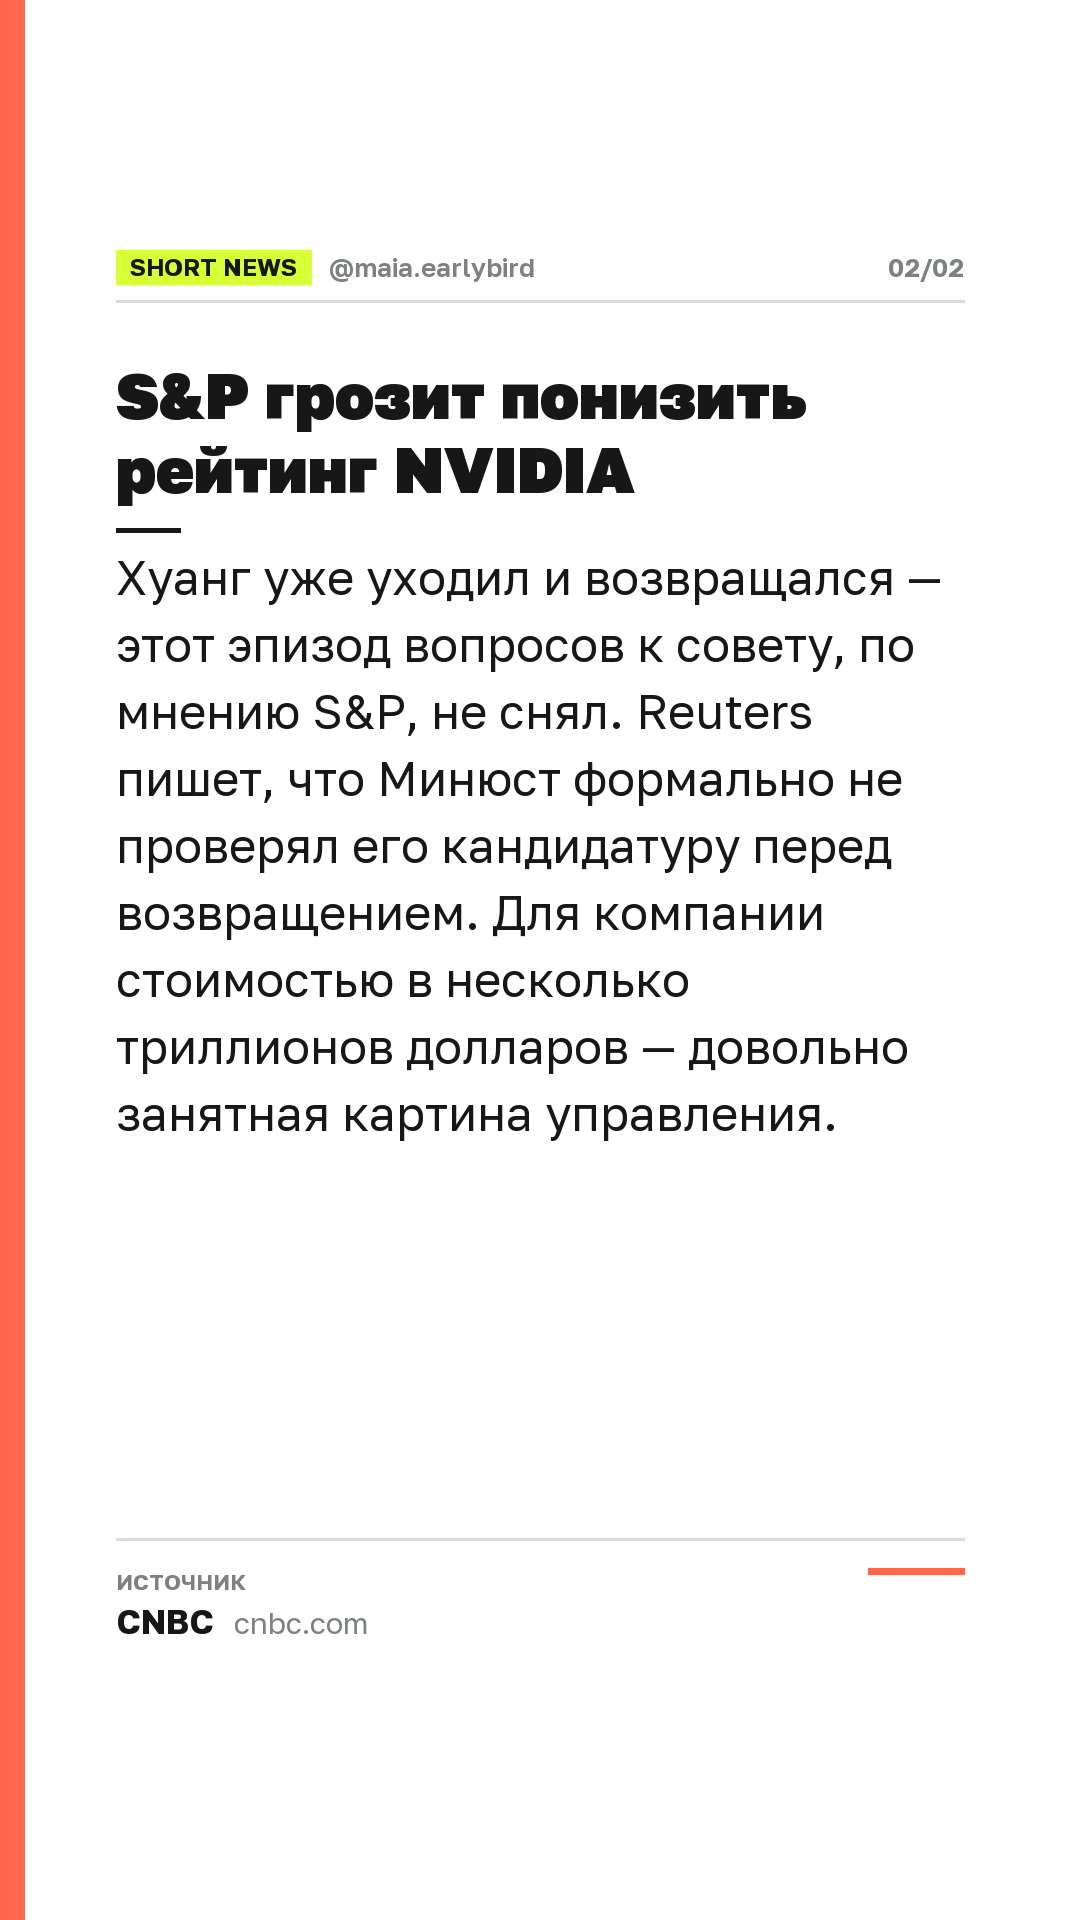 SHORT NEWS @maia.earlybird 02/02
S&P грозит понизить
рейтинг NVIDIA
Хуанг уже уходил и возвращался —
этот эпизод вопросов к совету, по
мнению S&P, не снял. Reuters
пишет, что Минюст формально не
проверял его кандидатуру перед
возвращением. Для компании
стоимостью в несколько
триллионов долларов — довольно
занятная картина управления.
источник
CNBC cnbc.com